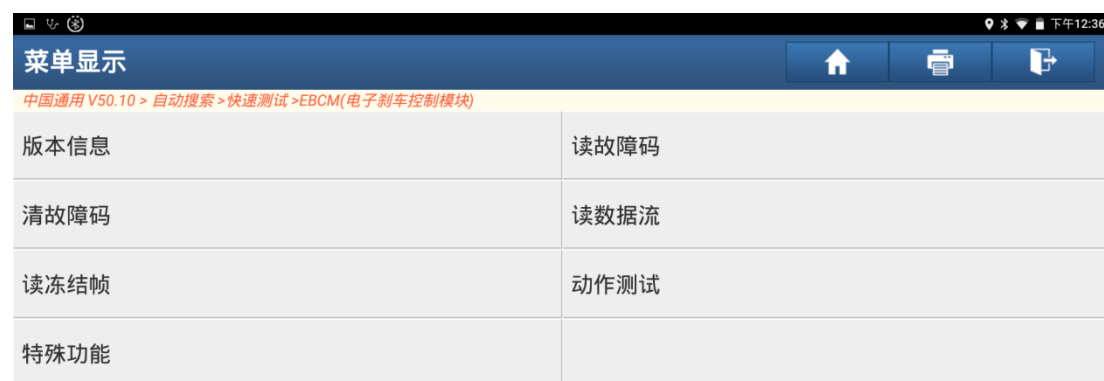 下午12:36
菜单显示
中国通用 V50.10 > 自动搜索 >快速测试 >EBCM(电子刹车控制模块)
版本信息 读故障码
清故障码 读数据流
读冻结帧 动作测试
特殊功能